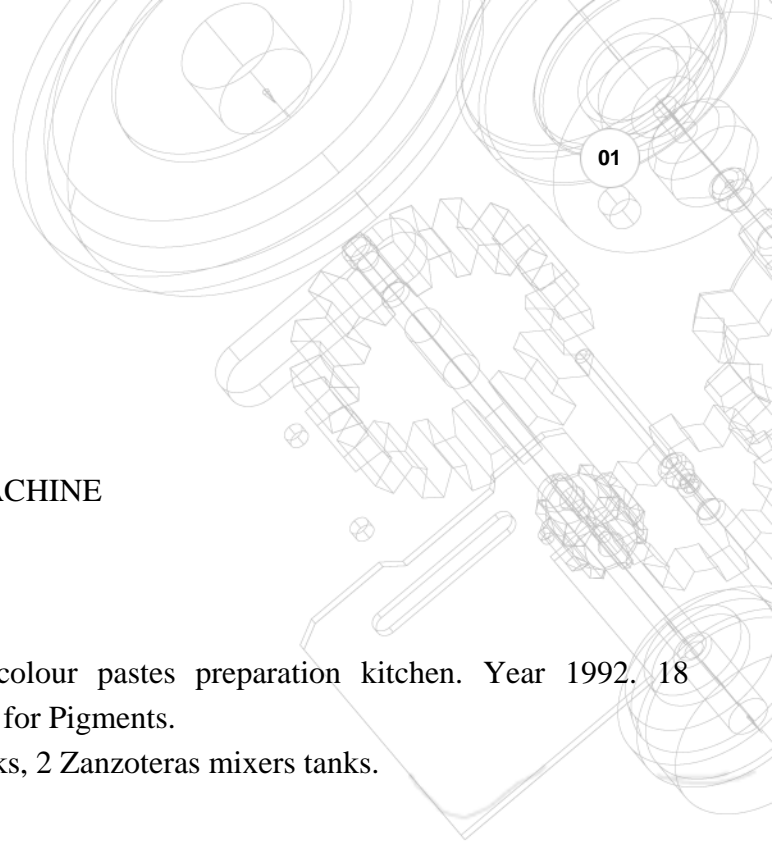 01
ACHINE
colour pastes preparation kitchen. Year 1992. 18
for Pigments.
ks, 2 Zanzoteras mixers tanks.